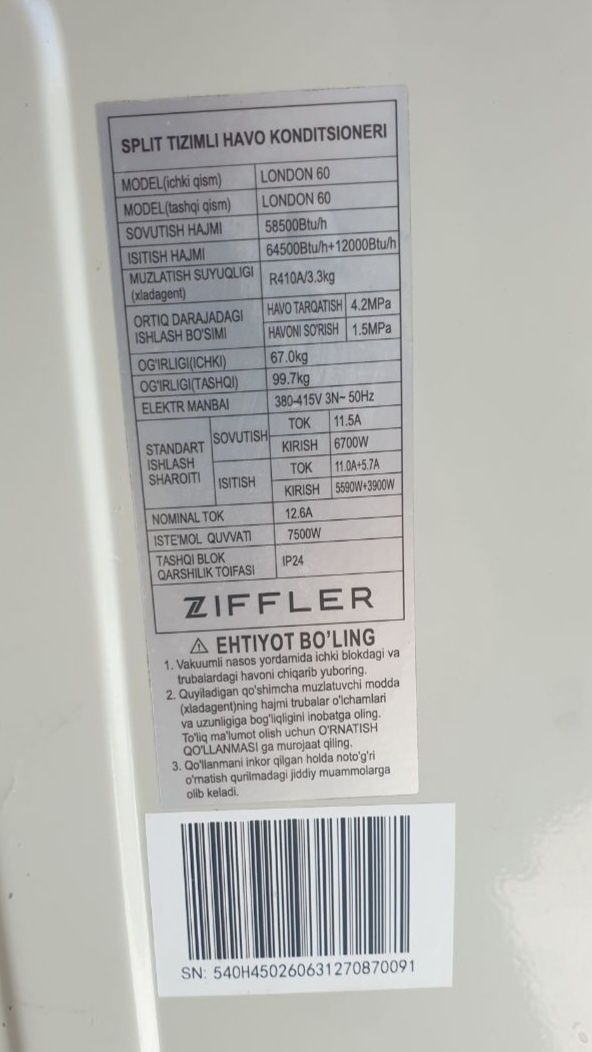 SPLIT TIZIMLI HAVO KONDITSIONERI
MODEL(ichki qism) LONDON 60
MODEL(tashqi qism) LONDON 60
SOVUTISH HAJMI 58500Btu/h
ISITISH HAJMI 64500Btu/h+12000Btu/h
MUZLATISH SUYUQLIGI
(xladagent) R410A/3.3kg
ORTIQ DARAJADAGI
ISHLASH BO'SIMI
HAVO TARQATISH 4.2MPa
HAVONI SO'RISH 1.5MPa
OG'IRLIGI(ICHKI) 67.0kg
OG'IRLIGI(TASHQI) 99.7kg
ELEKTR MANBAI 380-415V 3N~ 50Hz
STANDART
ISHLASH
SHAROITI
SOVUTISH
TOK 11.5A
KIRISH 6700W
ISITISH
TOK 11.0A+5.7A
KIRISH 5590W+3900W
NOMINAL TOK 12.6A
ISTE'MOL QUVVATI 7500W
TASHQI BLOK
QARSHILIK TOIFASI IP24
ZIFFLER
⚠ EHTIYOT BO'LING
1. Vakuumli nasos yordamida ichki blokdagi va
trubalardagi havoni chiqarib yuboring.
2. Quyiladigan qo'shimcha muzlatuvchi modda
(xladagent)ning hajmi trubalar o'lchamlari
va uzunligiga bog'liqligini inobatga oling.
To'liq ma'lumot olish uchun O'RNATISH
QO'LLANMASI ga murojaat qiling.
3. Qo'llanmani inkor qilgan holda noto'g'ri
o'rnatish qurilmadagi jiddiy muammolarga
olib keladi.
SN: 540H450260631270870091